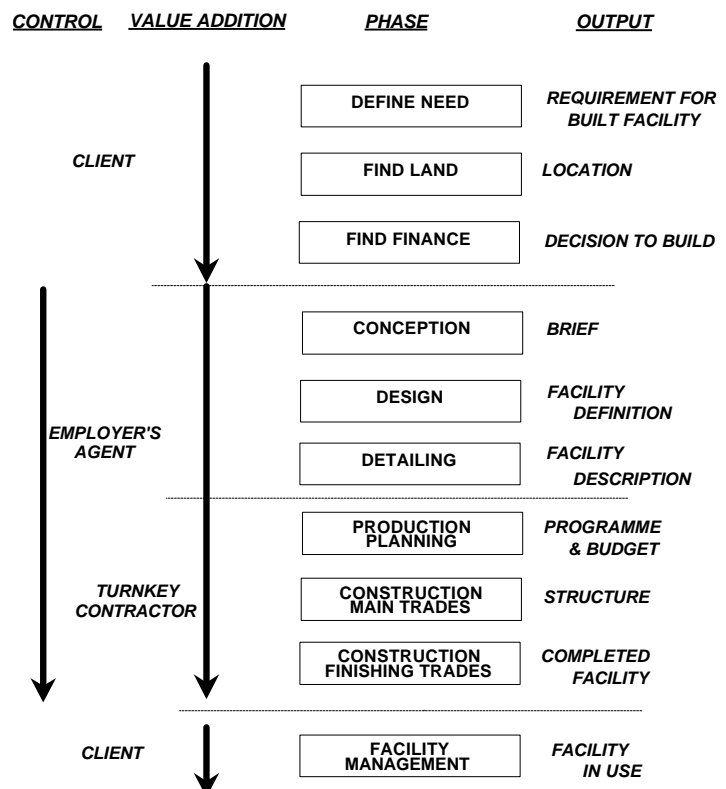 CONTROL VALUE ADDITION PHASE OUTPUT
DEFINE NEED
REQUIREMENT FOR
BUILT FACILITY
CLIENT
FIND LAND
LOCATION
FIND FINANCE
DECISION TO BUILD
CONCEPTION
BRIEF
DESIGN
FACILITY
DEFINITION
EMPLOYER'S
AGENT
DETAILING
FACILITY
DESCRIPTION
PRODUCTION
PLANNING
PROGRAMME
& BUDGET
TURNKEY
CONTRACTOR
CONSTRUCTION
MAIN TRADES
STRUCTURE
CONSTRUCTION
FINISHING TRADES
COMPLETED
FACILITY
CLIENT
FACILITY
MANAGEMENT
FACILITY
IN USE